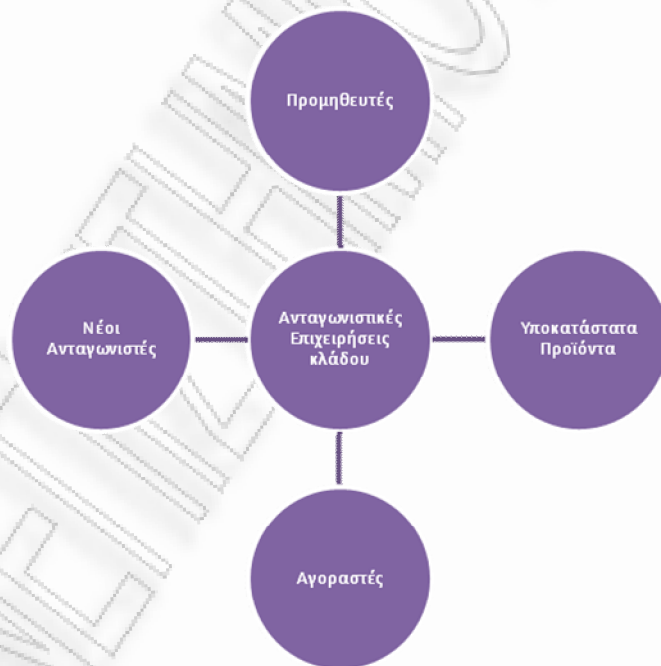 Προμηθευτές
Νέοι
Ανταγωνιστές
Ανταγωνιστικές
Επιχειρήσεις
κλάδου
Υποκατάστατα
Προϊόντα
Αγοραστές